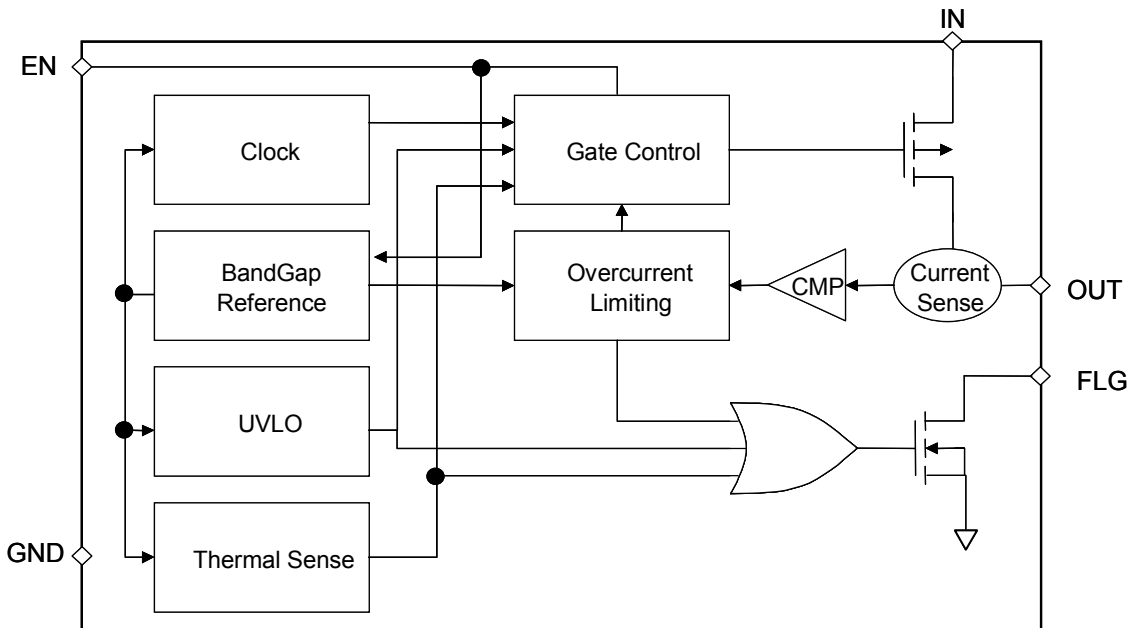 IN
EN
Clock
Gate Control
BandGap
Reference
Overcurrent
Limiting
CMP
Current
Sense
OUT
FLG
UVLO
GND
Thermal Sense